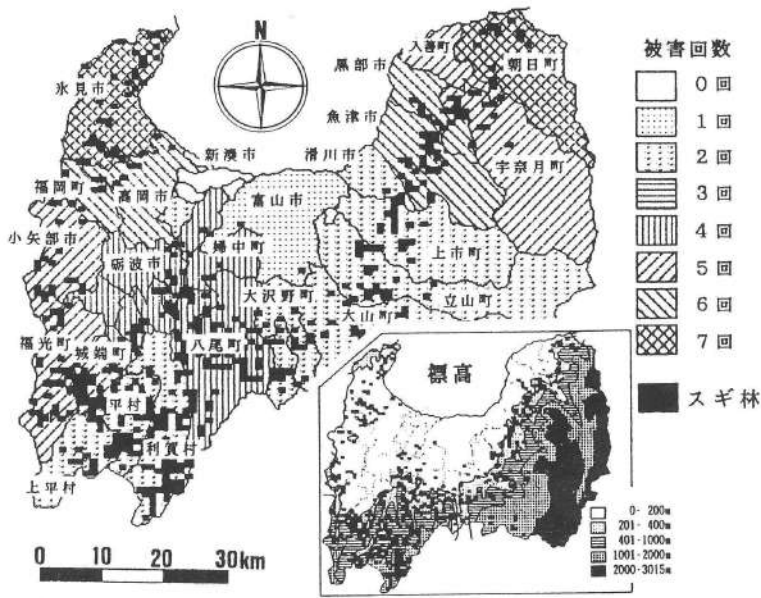 N
入善町
黒部市
朝日町
魚津市
氷見市
新湊市
滑川市
宇奈月町
福岡町
高岡市
富山市
小矢部市
婦中町
砺波市
上市町
大沢野町
立山町
大山町
福光町
城端町
八尾町
平村
利賀村
上平村
0 10 20 30km
被害回数
0回
1回
2回
3回
4回
5回
6回
7回
スギ林
標高
0- 200m
201- 400m
401-1000m
1001-2000m
2000-3015m